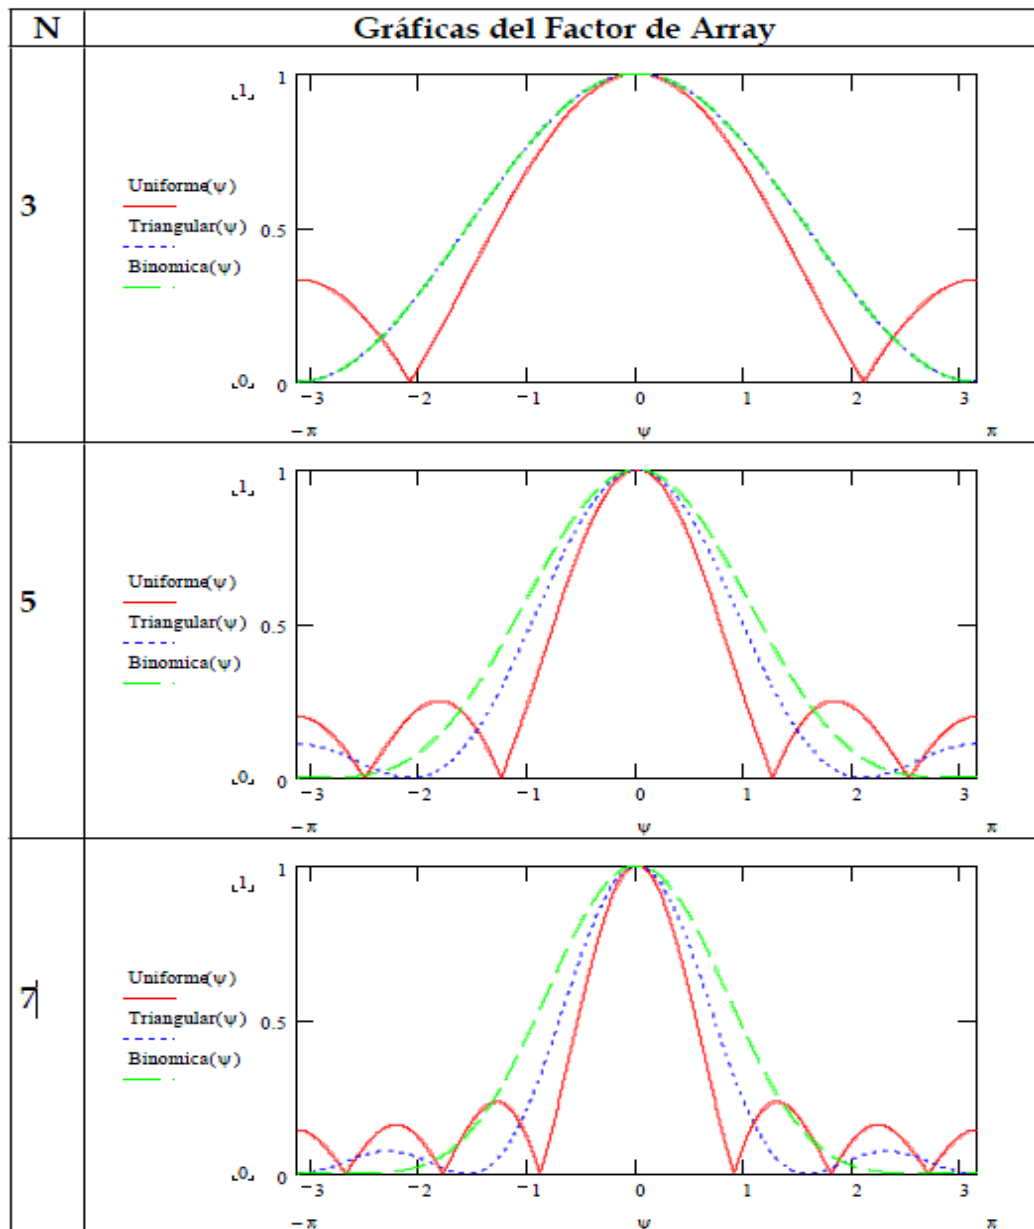 N Gráficas del Factor de Array
3
1
1
Uniforme(ψ)
Triangular(ψ)
0.5
Binomica(ψ)
0
0
−3 −2 −1 0 1 2 3
−π ψ π
5
1
1
Uniforme(ψ)
Triangular(ψ)
0.5
Binomica(ψ)
0
0
−3 −2 −1 0 1 2 3
−π ψ π
7
1
1
Uniforme(ψ)
Triangular(ψ)
0.5
Binomica(ψ)
0
0
−3 −2 −1 0 1 2 3
−π ψ π